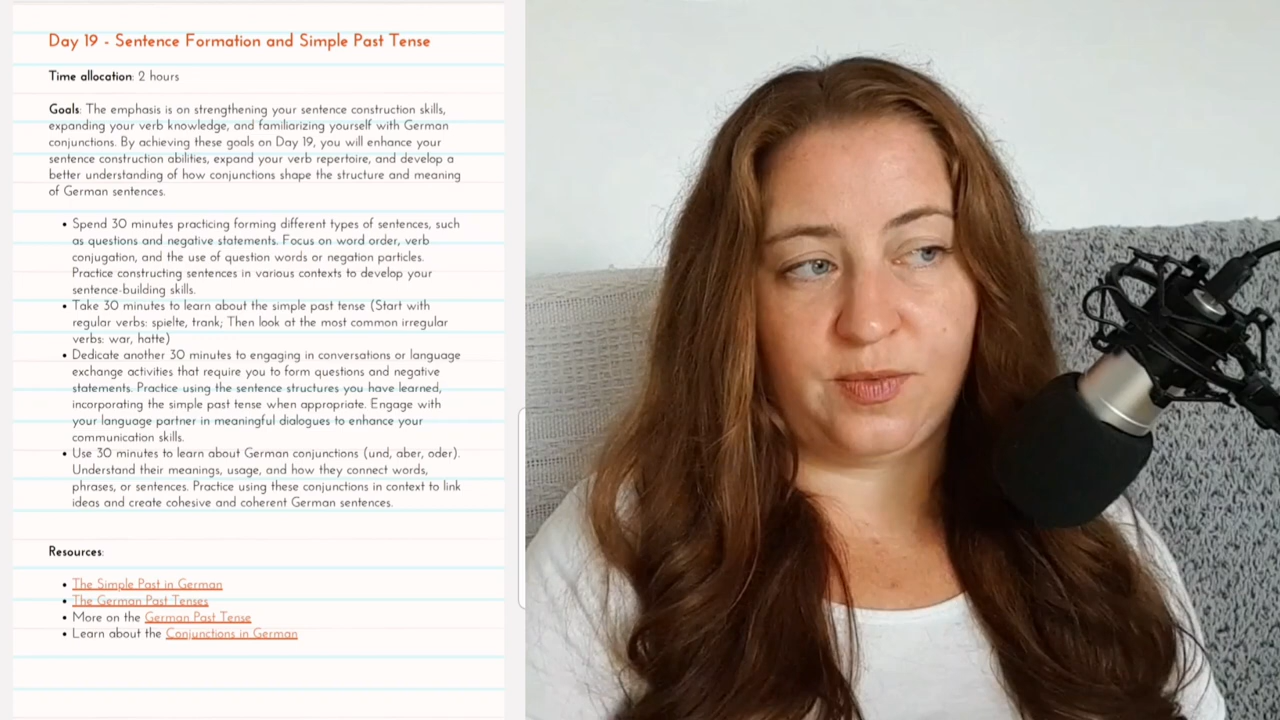 Day 19 - Sentence Formation and Simple Past Tense
Time allocation: 2 hours
Goals: The emphasis is on strengthening your sentence construction skills,
expanding your verb knowledge, and familiarizing yourself with German
conjunctions. By achieving these goals on Day 19, you will enhance your
sentence construction abilities, expand your verb repertoire, and develop a
better understanding of how conjunctions shape the structure and meaning
of German sentences.
• Spend 30 minutes practicing forming different types of sentences, such
as questions and negative statements. Focus on word order, verb
conjugation, and the use of question words or negation particles.
Practice constructing sentences in various contexts to develop your
sentence-building skills.
• Take 30 minutes to learn about the simple past tense (Start with
regular verbs: spielte, trank; Then look at the most common irregular
verbs: war, hatte)
• Dedicate another 30 minutes to engaging in conversations or language
exchange activities that require you to form questions and negative
statements. Practice using the sentence structures you have learned,
incorporating the simple past tense when appropriate. Engage with
your language partner in meaningful dialogues to enhance your
communication skills.
• Use 30 minutes to learn about German conjunctions (und, aber, oder).
Understand their meanings, usage, and how they connect words,
phrases, or sentences. Practice using these conjunctions in context to link
ideas and create cohesive and coherent German sentences.
Resources:
• The Simple Past in German
• The German Past Tenses
• More on the German Past Tense
• Learn about the Conjunctions in German